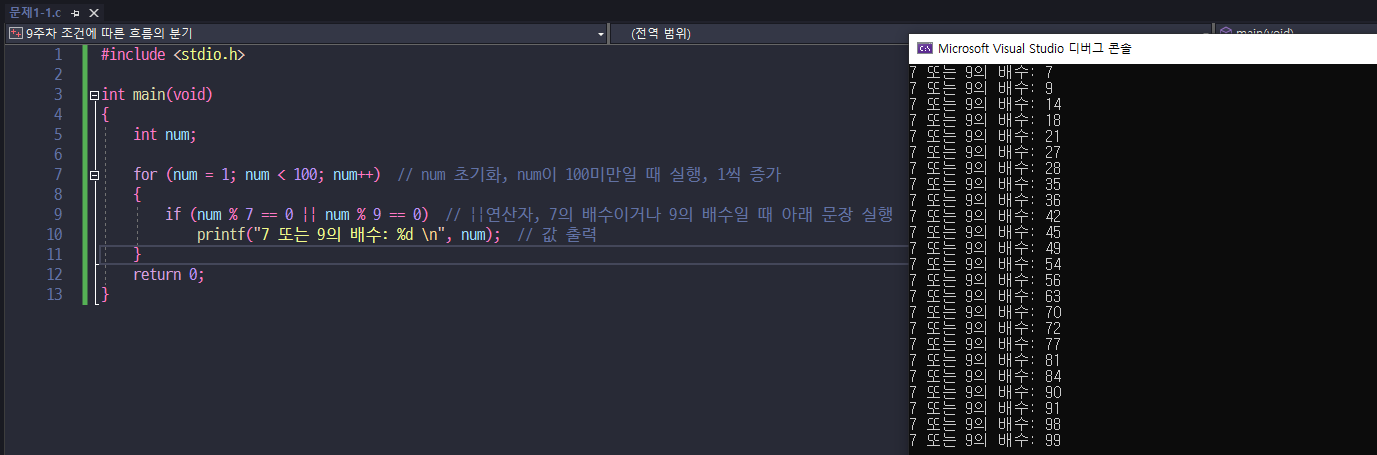 문제1-1.c
9주차 조건에 따른 흐름의 분기
(전역 범위)
main(void)
1 #include <stdio.h>
2
3 int main(void)
4 {
5 int num;
6
7 for (num = 1; num < 100; num++) // num 초기화, num이 100미만일 때 실행, 1씩 증가
8 {
9 if (num % 7 == 0 || num % 9 == 0) // ||연산자, 7의 배수이거나 9의 배수일 때 아래 문장 실행
10 printf("7 또는 9의 배수: %d \n", num); // 값 출력
11 }
12 return 0;
13 }
C:\ Microsoft Visual Studio 디버그 콘솔
7 또는 9의 배수: 7
7 또는 9의 배수: 9
7 또는 9의 배수: 14
7 또는 9의 배수: 18
7 또는 9의 배수: 21
7 또는 9의 배수: 27
7 또는 9의 배수: 28
7 또는 9의 배수: 35
7 또는 9의 배수: 36
7 또는 9의 배수: 42
7 또는 9의 배수: 45
7 또는 9의 배수: 49
7 또는 9의 배수: 54
7 또는 9의 배수: 56
7 또는 9의 배수: 63
7 또는 9의 배수: 70
7 또는 9의 배수: 72
7 또는 9의 배수: 77
7 또는 9의 배수: 81
7 또는 9의 배수: 84
7 또는 9의 배수: 90
7 또는 9의 배수: 91
7 또는 9의 배수: 98
7 또는 9의 배수: 99